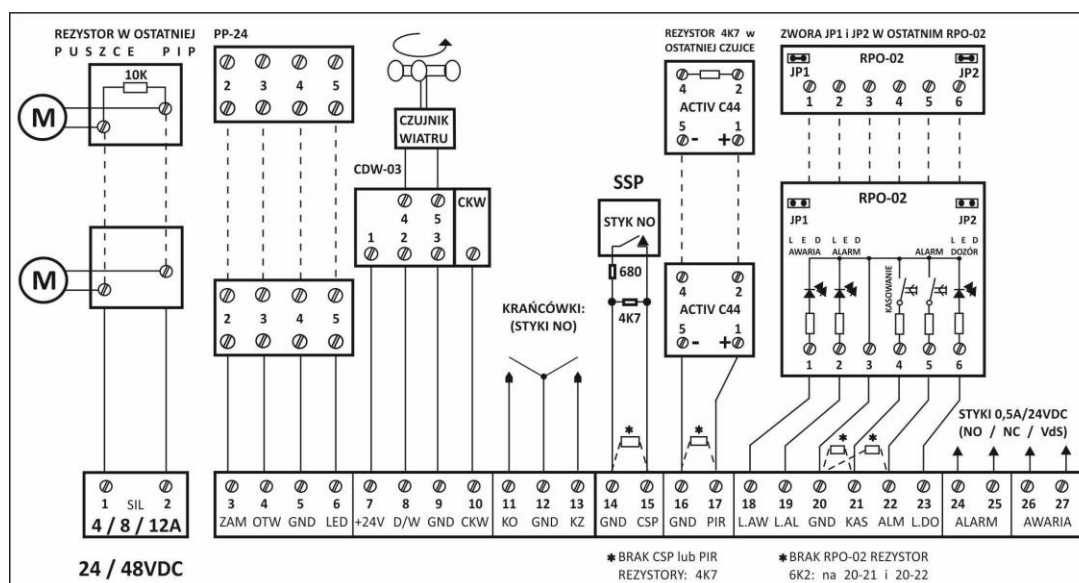 REZYSTOR W OSTATNIEJ
PUSZCE PIP
10K
M
M
PP-24
2 3 4 5
2 3 4 5
CZUJNIK
WIATRU
CDW-03
4 5
1 2 3
CKW
KRAŃCÓWKI:
(STYKI NO)
SSP
STYK NO
680
4K7
REZYSTOR 4K7 w
OSTATNIEJ CZUJCE
4 2
ACTIV C44
5 - + 1
4 2
ACTIV C44
5 - + 1
ZWORA JP1 i JP2 W OSTATNIM RPO-02
RPO-02
JP1 JP2
1 2 3 4 5 6
RPO-02
JP1 JP2
LED LED LED
AWARIA ALARM ALARM DOZÓR
KASOWANIE
1 2 3 4 5 6
STYKI 0,5A/24VDC
(NO / NC / VdS)
* * * *
1 SIL 2
4 / 8 / 12A
24 / 48VDC
3 4 5 6 7 8 9 10 11 12 13 14 15 16 17 18 19 20 21 22 23 24 25 26 27
ZAM OTW GND LED +24V D/W GND CKW KO GND KZ GND CSP GND PIR L.AW L.AL GND KAS ALM L.DO ALARM AWARIA
* BRAK CSP lub PIR
REZYSTORY: 4K7
* BRAK RPO-02 REZYSTOR
6K2: na 20-21 i 20-22